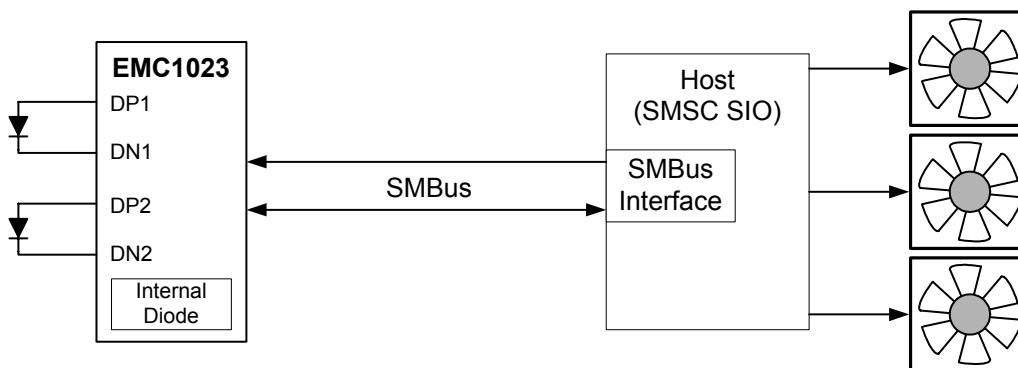 EMC1023
DP1
DN1
DP2
DN2
Internal
Diode
SMBus
Host
(SMSC SIO)
SMBus
Interface